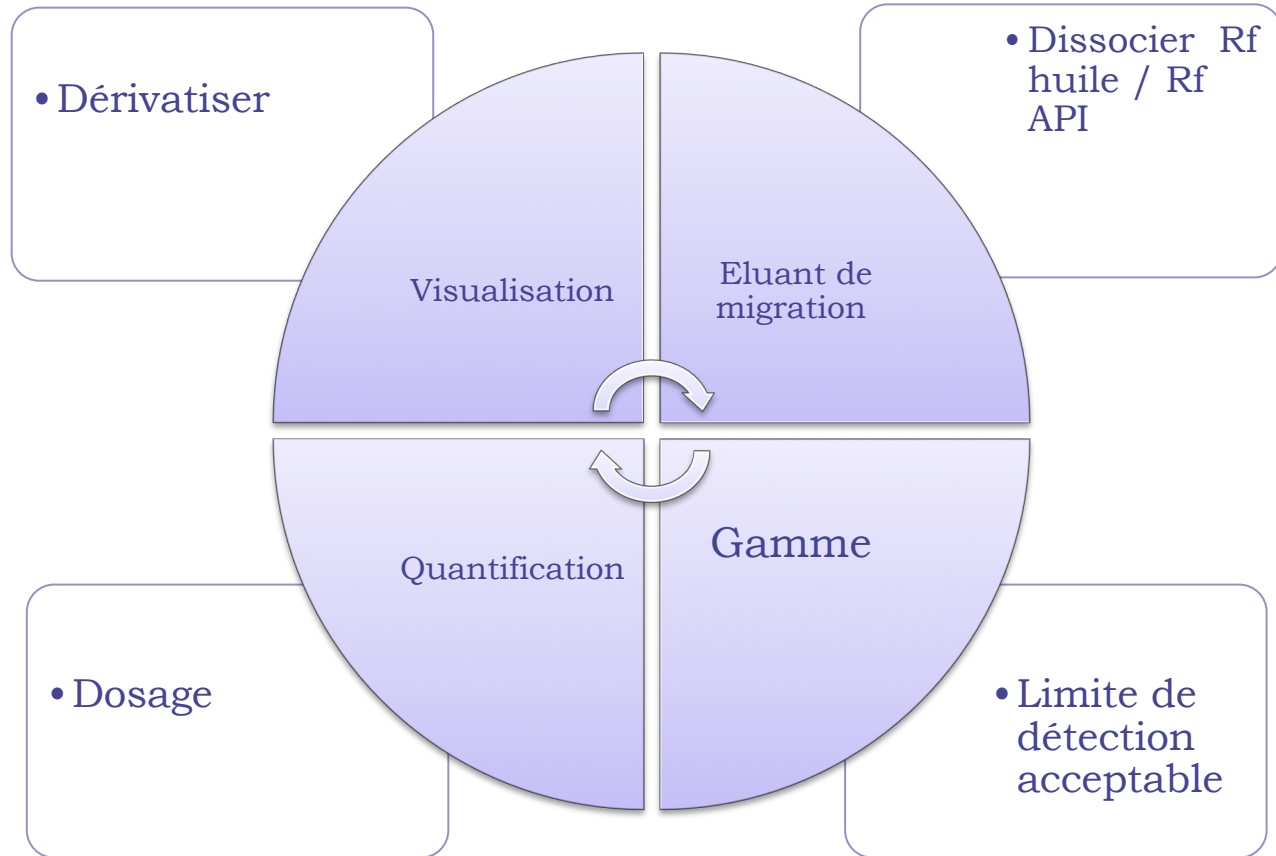 • Dérivatiser
• Dissocier Rf
huile / Rf
API
Visualisation
Eluant de
migration
Quantification
Gamme
• Dosage
• Limite de
détection
acceptable